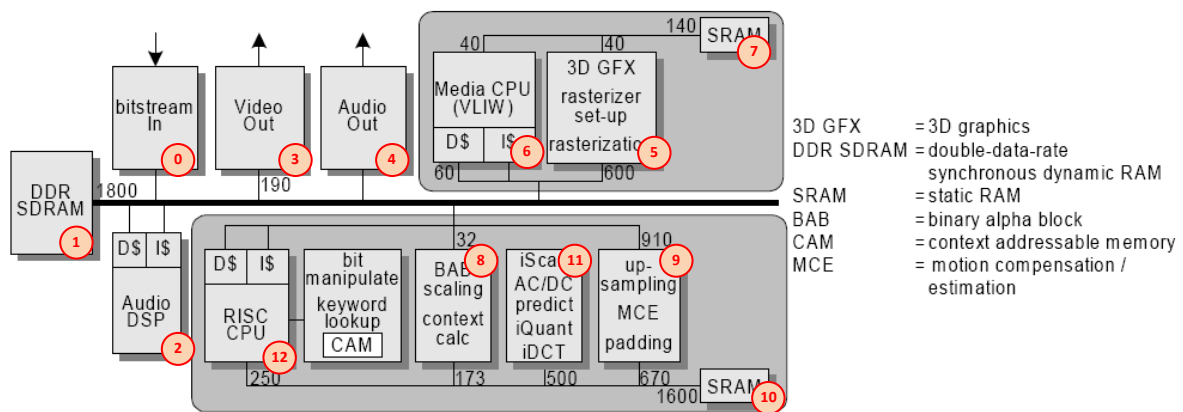 140
SRAM
7
40
40
Media CPU
(VLIW)
D$
I$
6
60
3D GFX
rasterizer
set-up
rasterization
5
600
bitstream
In
0
Video
Out
3
190
Audio
Out
4
DDR
SDRAM
1
1800
D$
I$
Audio
DSP
2
D$
I$
RISC
CPU
12
250
bit
manipulate
keyword
lookup
CAM
32
8
BAB
scaling
context
calc
173
11
iScan
AC/DC
predict
iQuant
iDCT
500
910
9
up-
sampling
MCE
padding
670
1600
SRAM
10
3D GFX = 3D graphics
DDR SDRAM = double-data-rate
synchronous dynamic RAM
SRAM = static RAM
BAB = binary alpha block
CAM = context addressable memory
MCE = motion compensation /
estimation